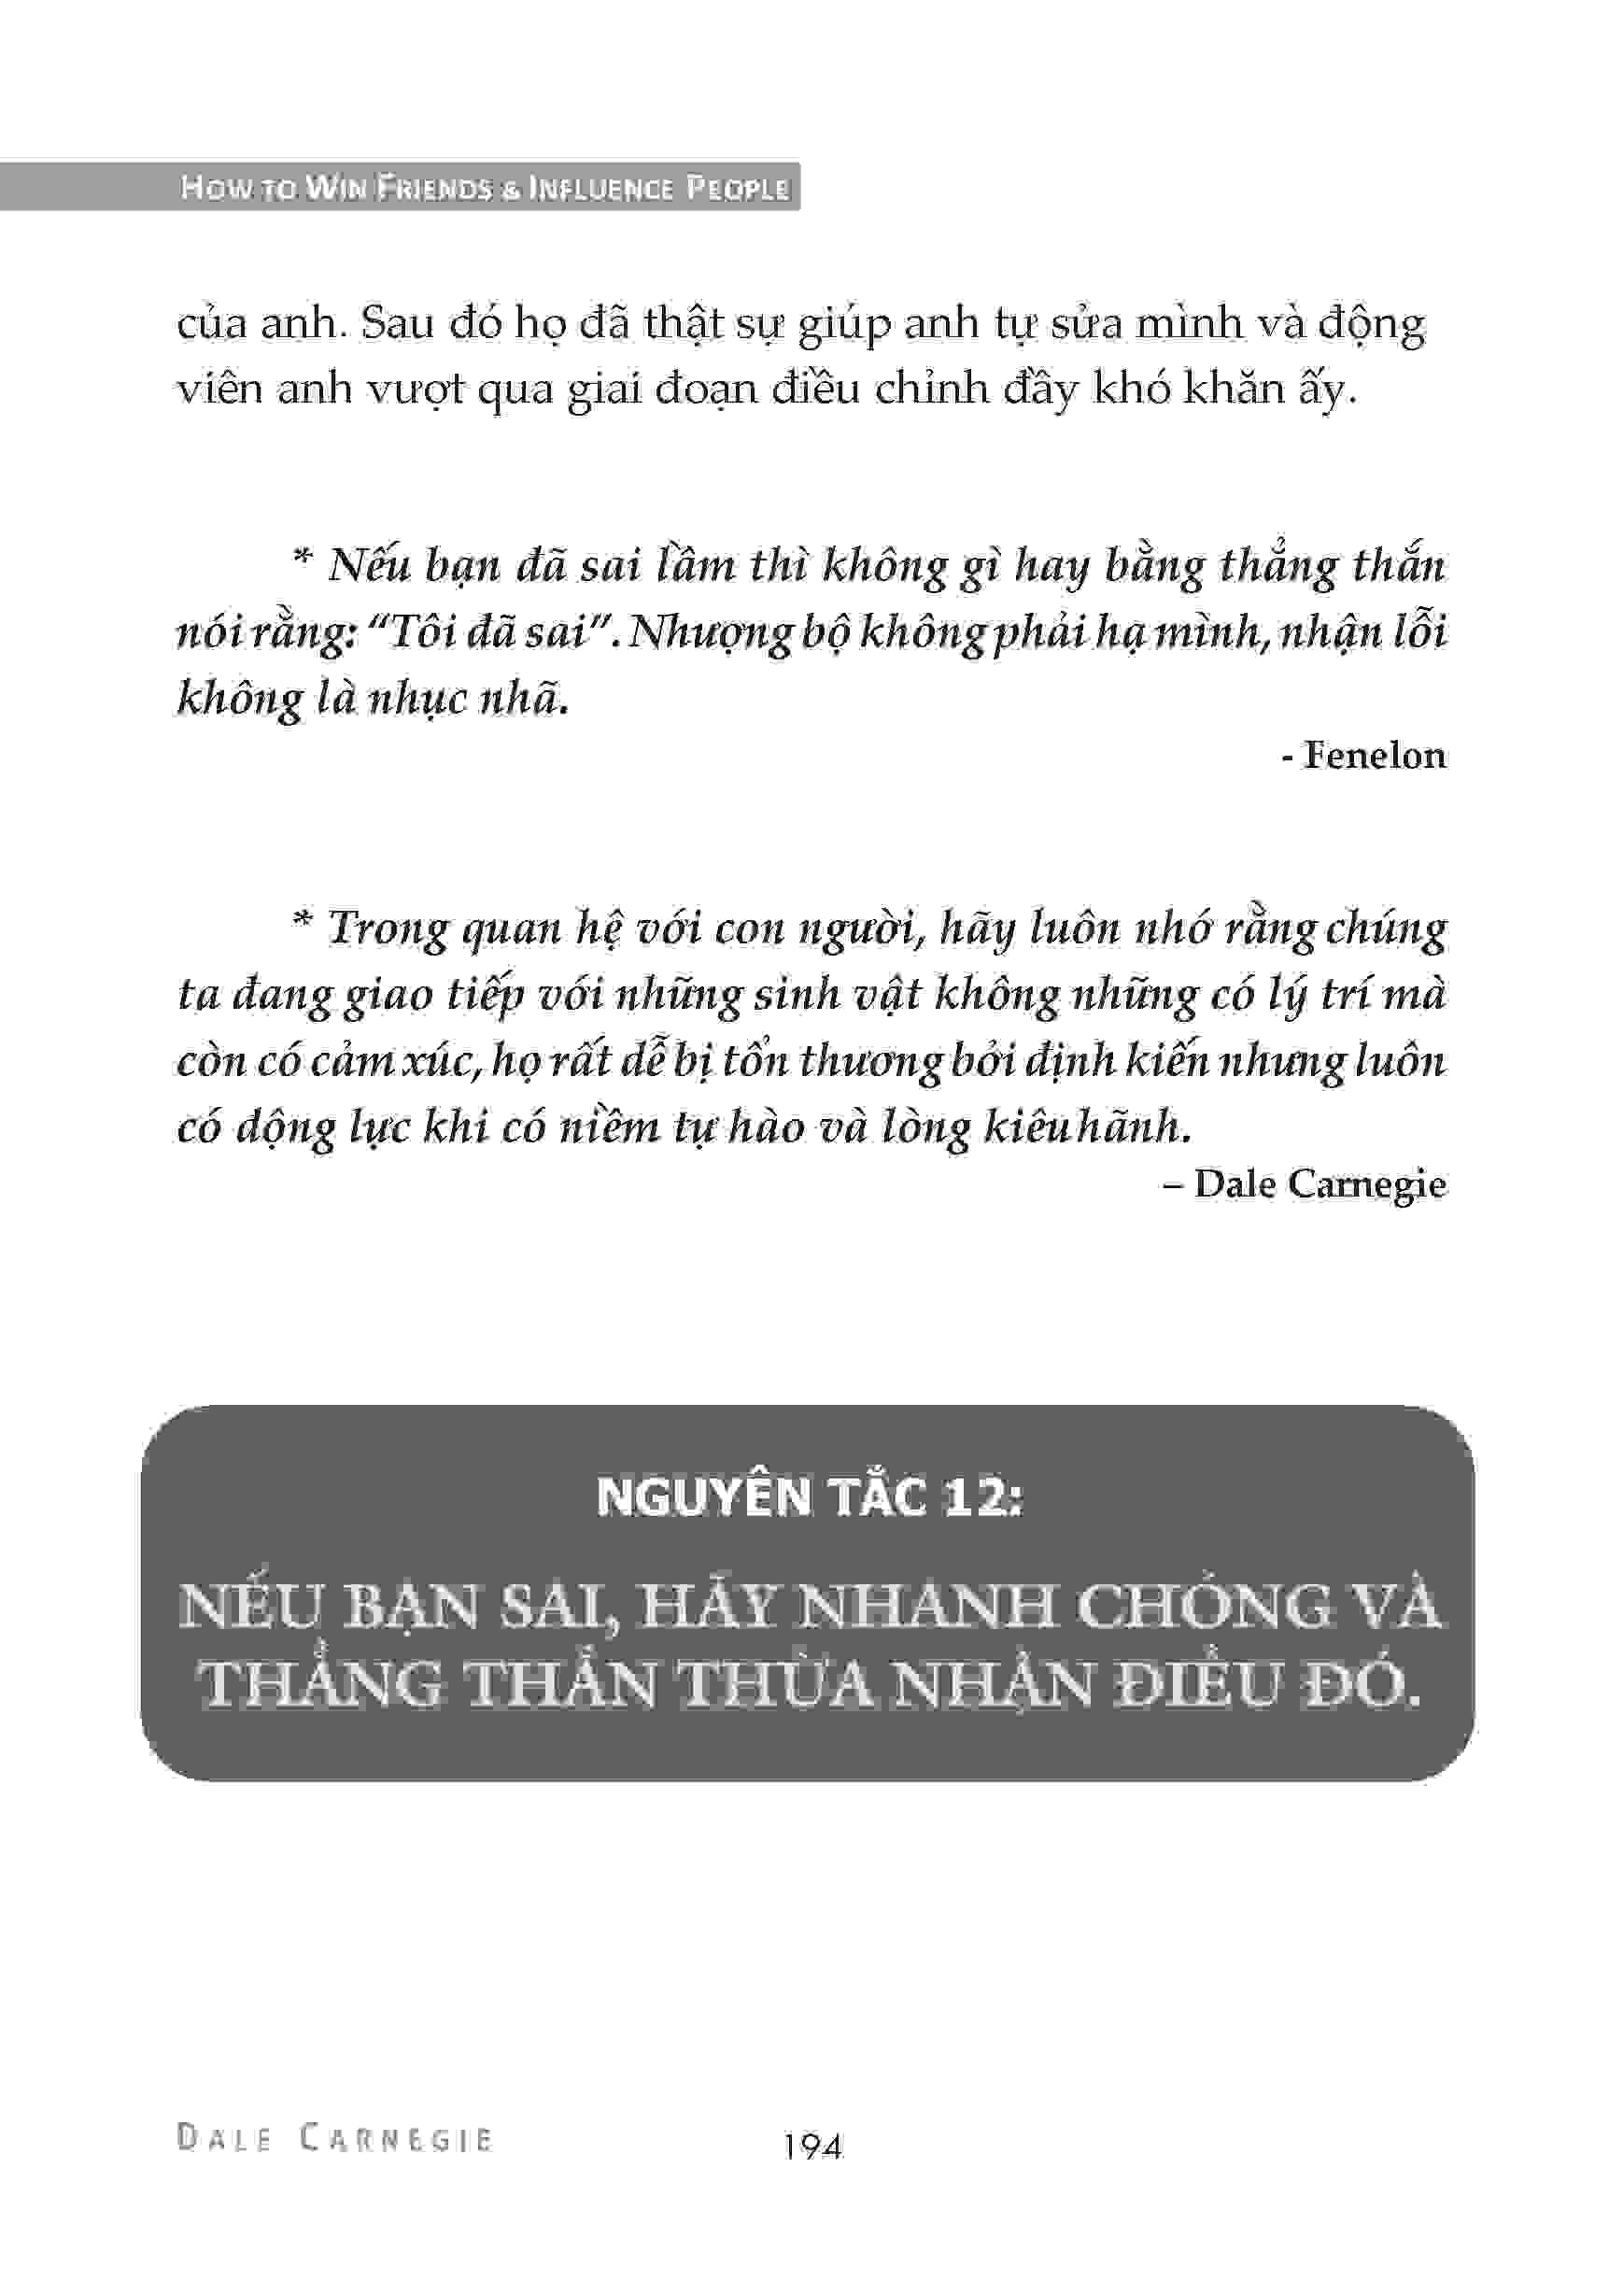 HOW TO WIN FRIENDS & INFLUENCE PEOPLE
của anh. Sau đó họ đã thật sự giúp anh tự sửa mình và động
viên anh vượt qua giai đoạn điều chỉnh đầy khó khăn ấy.
* Nếu bạn đã sai lầm thì không gì hay bằng thẳng thắn
nói rằng: “Tôi đã sai”. Nhượng bộ không phải hạ mình, nhận lỗi
không là nhục nhã.
- Fenelon
* Trong quan hệ với con người, hãy luôn nhớ rằng chúng
ta đang giao tiếp với những sinh vật không những có lý trí mà
còn có cảm xúc, họ rất dễ bị tổn thương bởi định kiến nhưng luôn
có động lực khi có niềm tự hào và lòng kiêu hãnh.
– Dale Carnegie
NGUYÊN TẮC 12:
NẾU BẠN SAI, HÃY NHANH CHÓNG VÀ
THẲNG THẮN THỪA NHẬN ĐIỀU ĐÓ.
DALE CARNEGIE 194